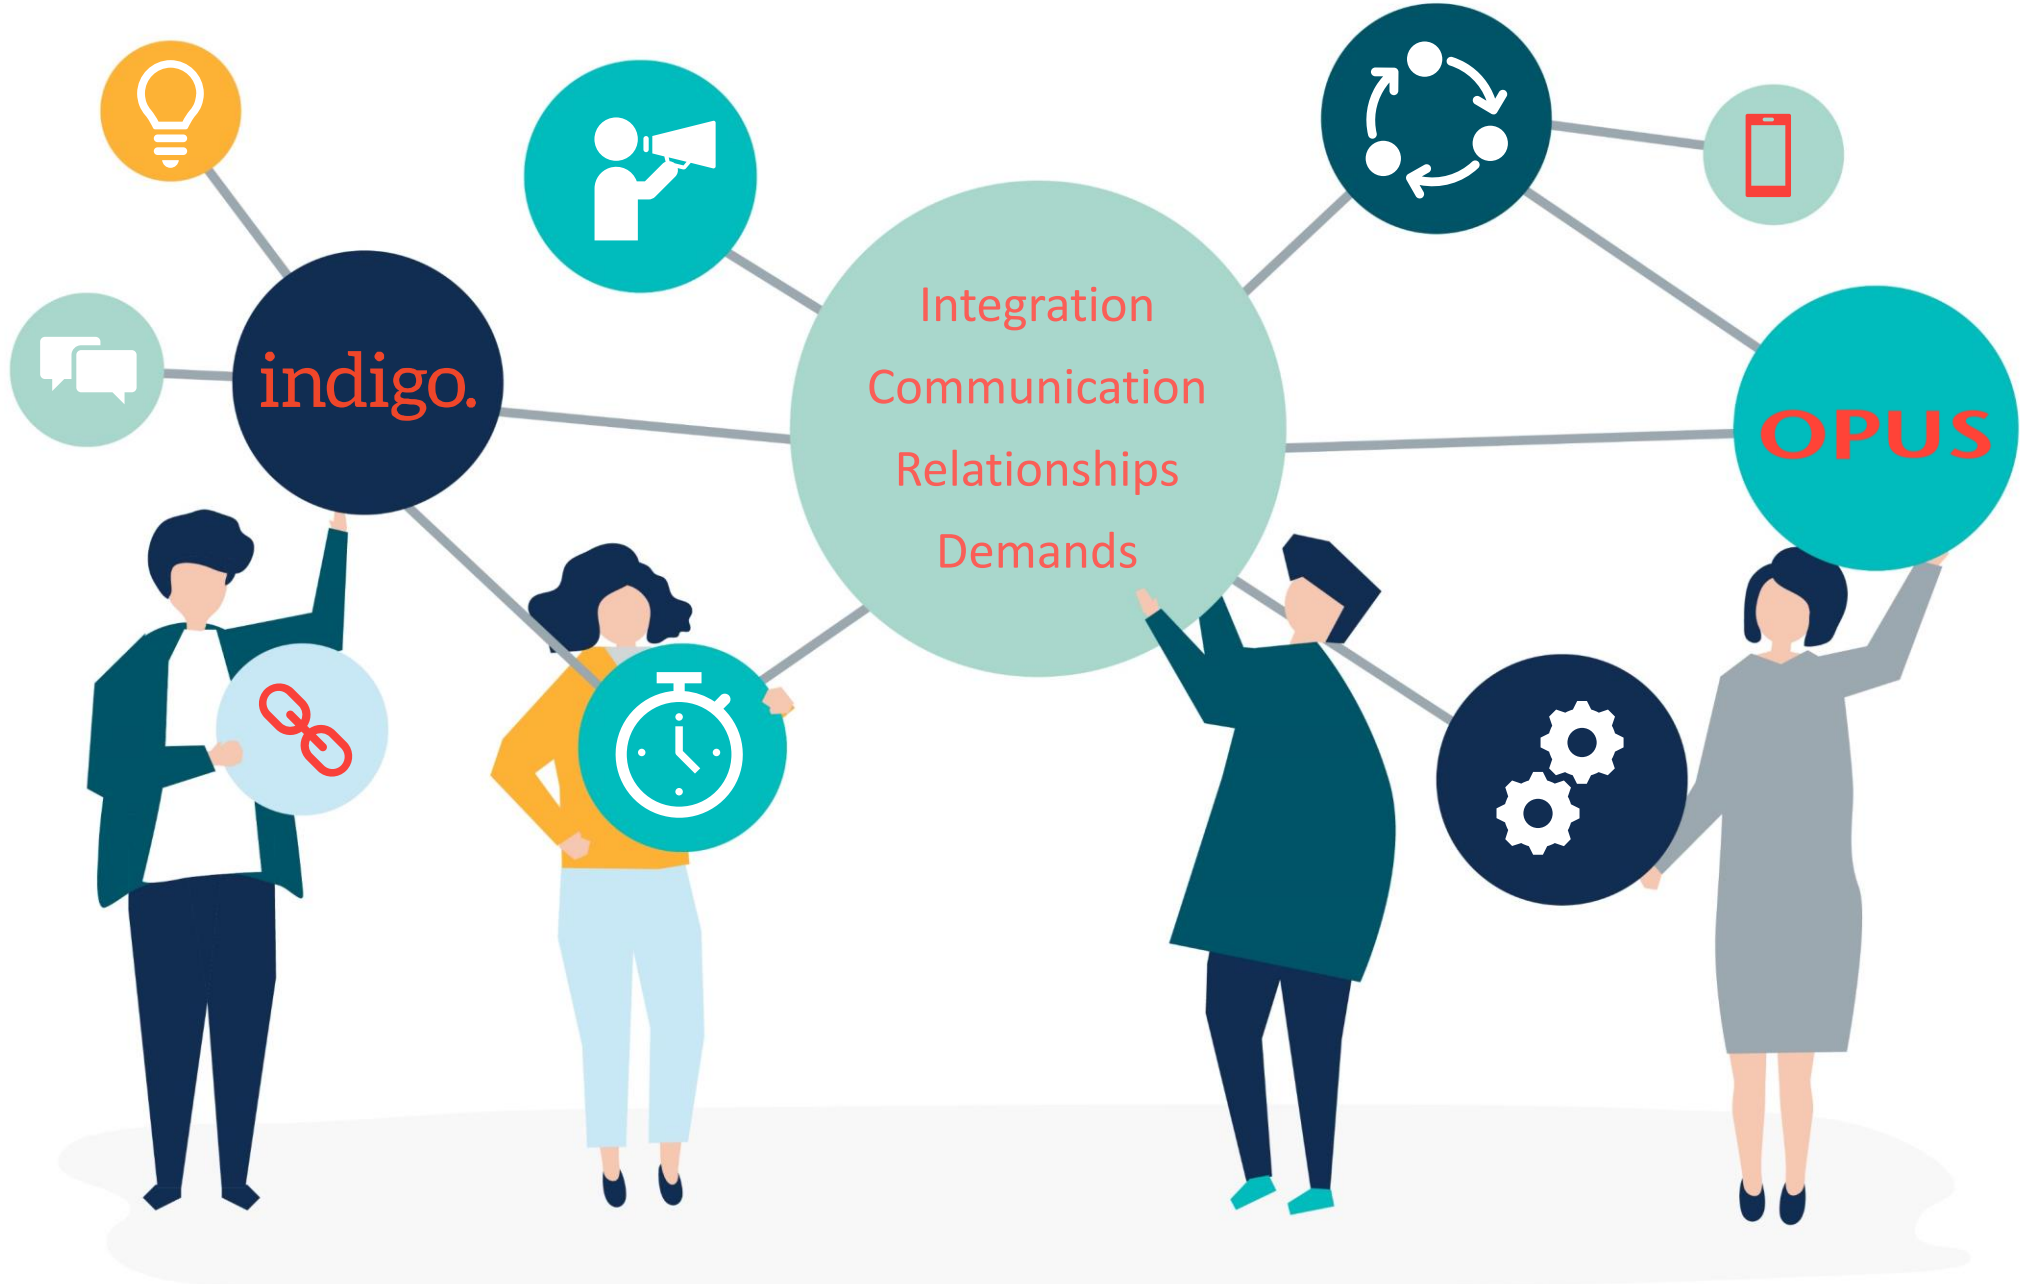 indigo.
Integration
Communication
Relationships
Demands
OPUS